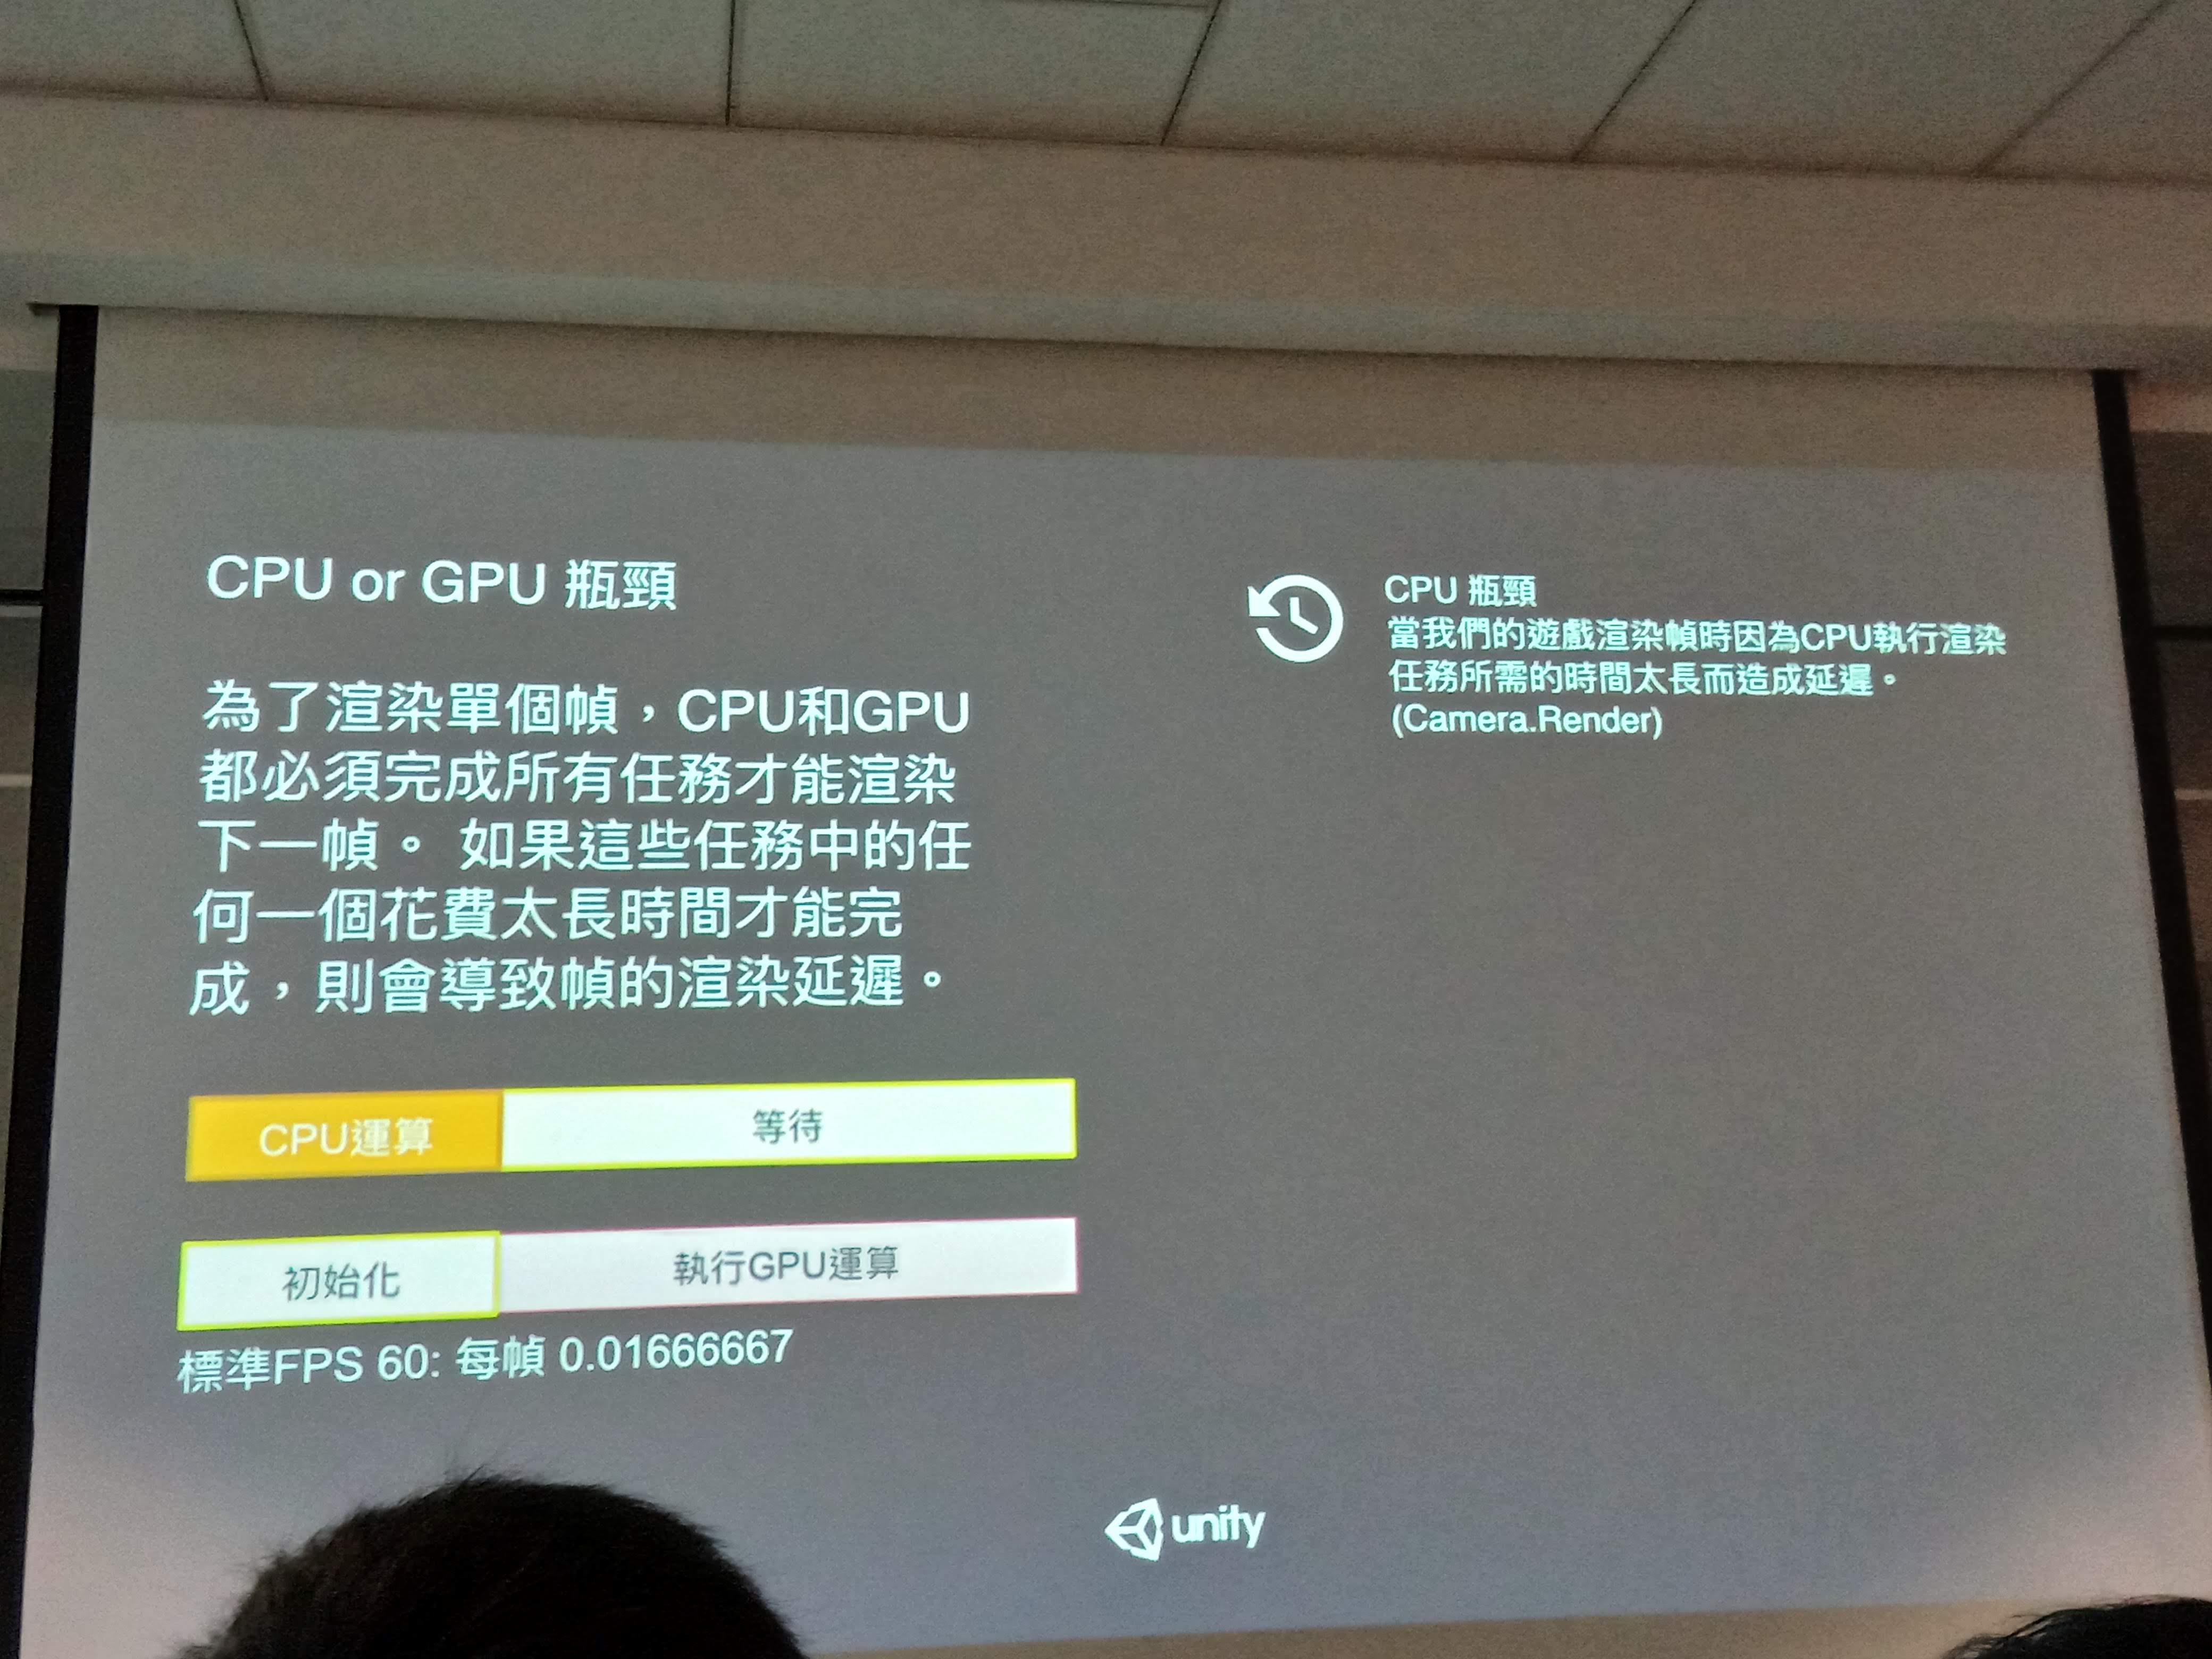 CPU or GPU 瓶頸
為了渲染單個幀，CPU和GPU
都必須完成所有任務才能渲染
下一幀。 如果這些任務中的任
何一個花費太長時間才能完
成，則會導致幀的渲染延遲。
CPU運算
等待
初始化
執行GPU運算
標準FPS 60: 每幀 0.01666667
CPU 瓶頸
當我們的遊戲渲染幀時因為CPU執行渲染
任務所需的時間太長而造成延遲。
(Camera.Render)
unity